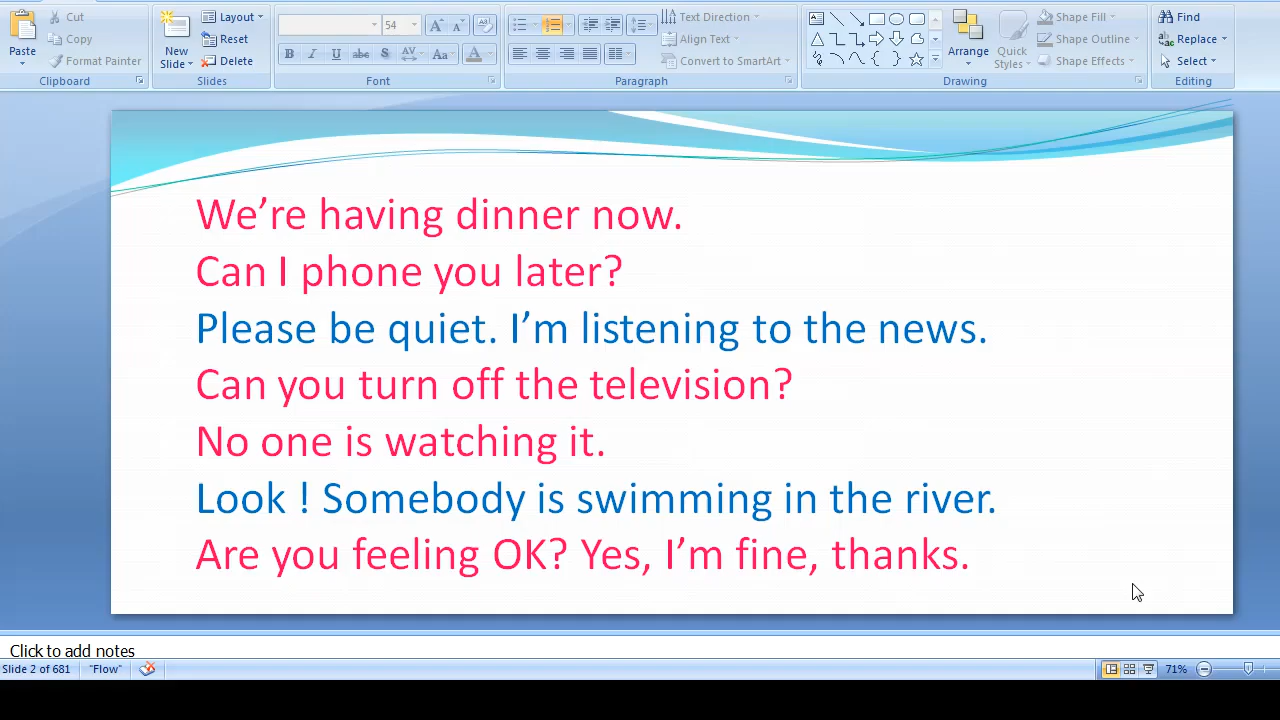 Cut
Copy
Format Painter
Paste
Clipboard
New
Slide
Layout
Reset
Delete
Slides
54
B I U abc S AV Aa A
Font
Text Direction
Align Text
Convert to SmartArt
Paragraph
Arrange
Quick
Styles
Shape Fill
Shape Outline
Shape Effects
Drawing
Find
Replace
Select
Editing
We’re having dinner now.
Can I phone you later?
Please be quiet. I’m listening to the news.
Can you turn off the television?
No one is watching it.
Look ! Somebody is swimming in the river.
Are you feeling OK? Yes, I’m fine, thanks.
Click to add notes
Slide 2 of 681
"Flow"
71%